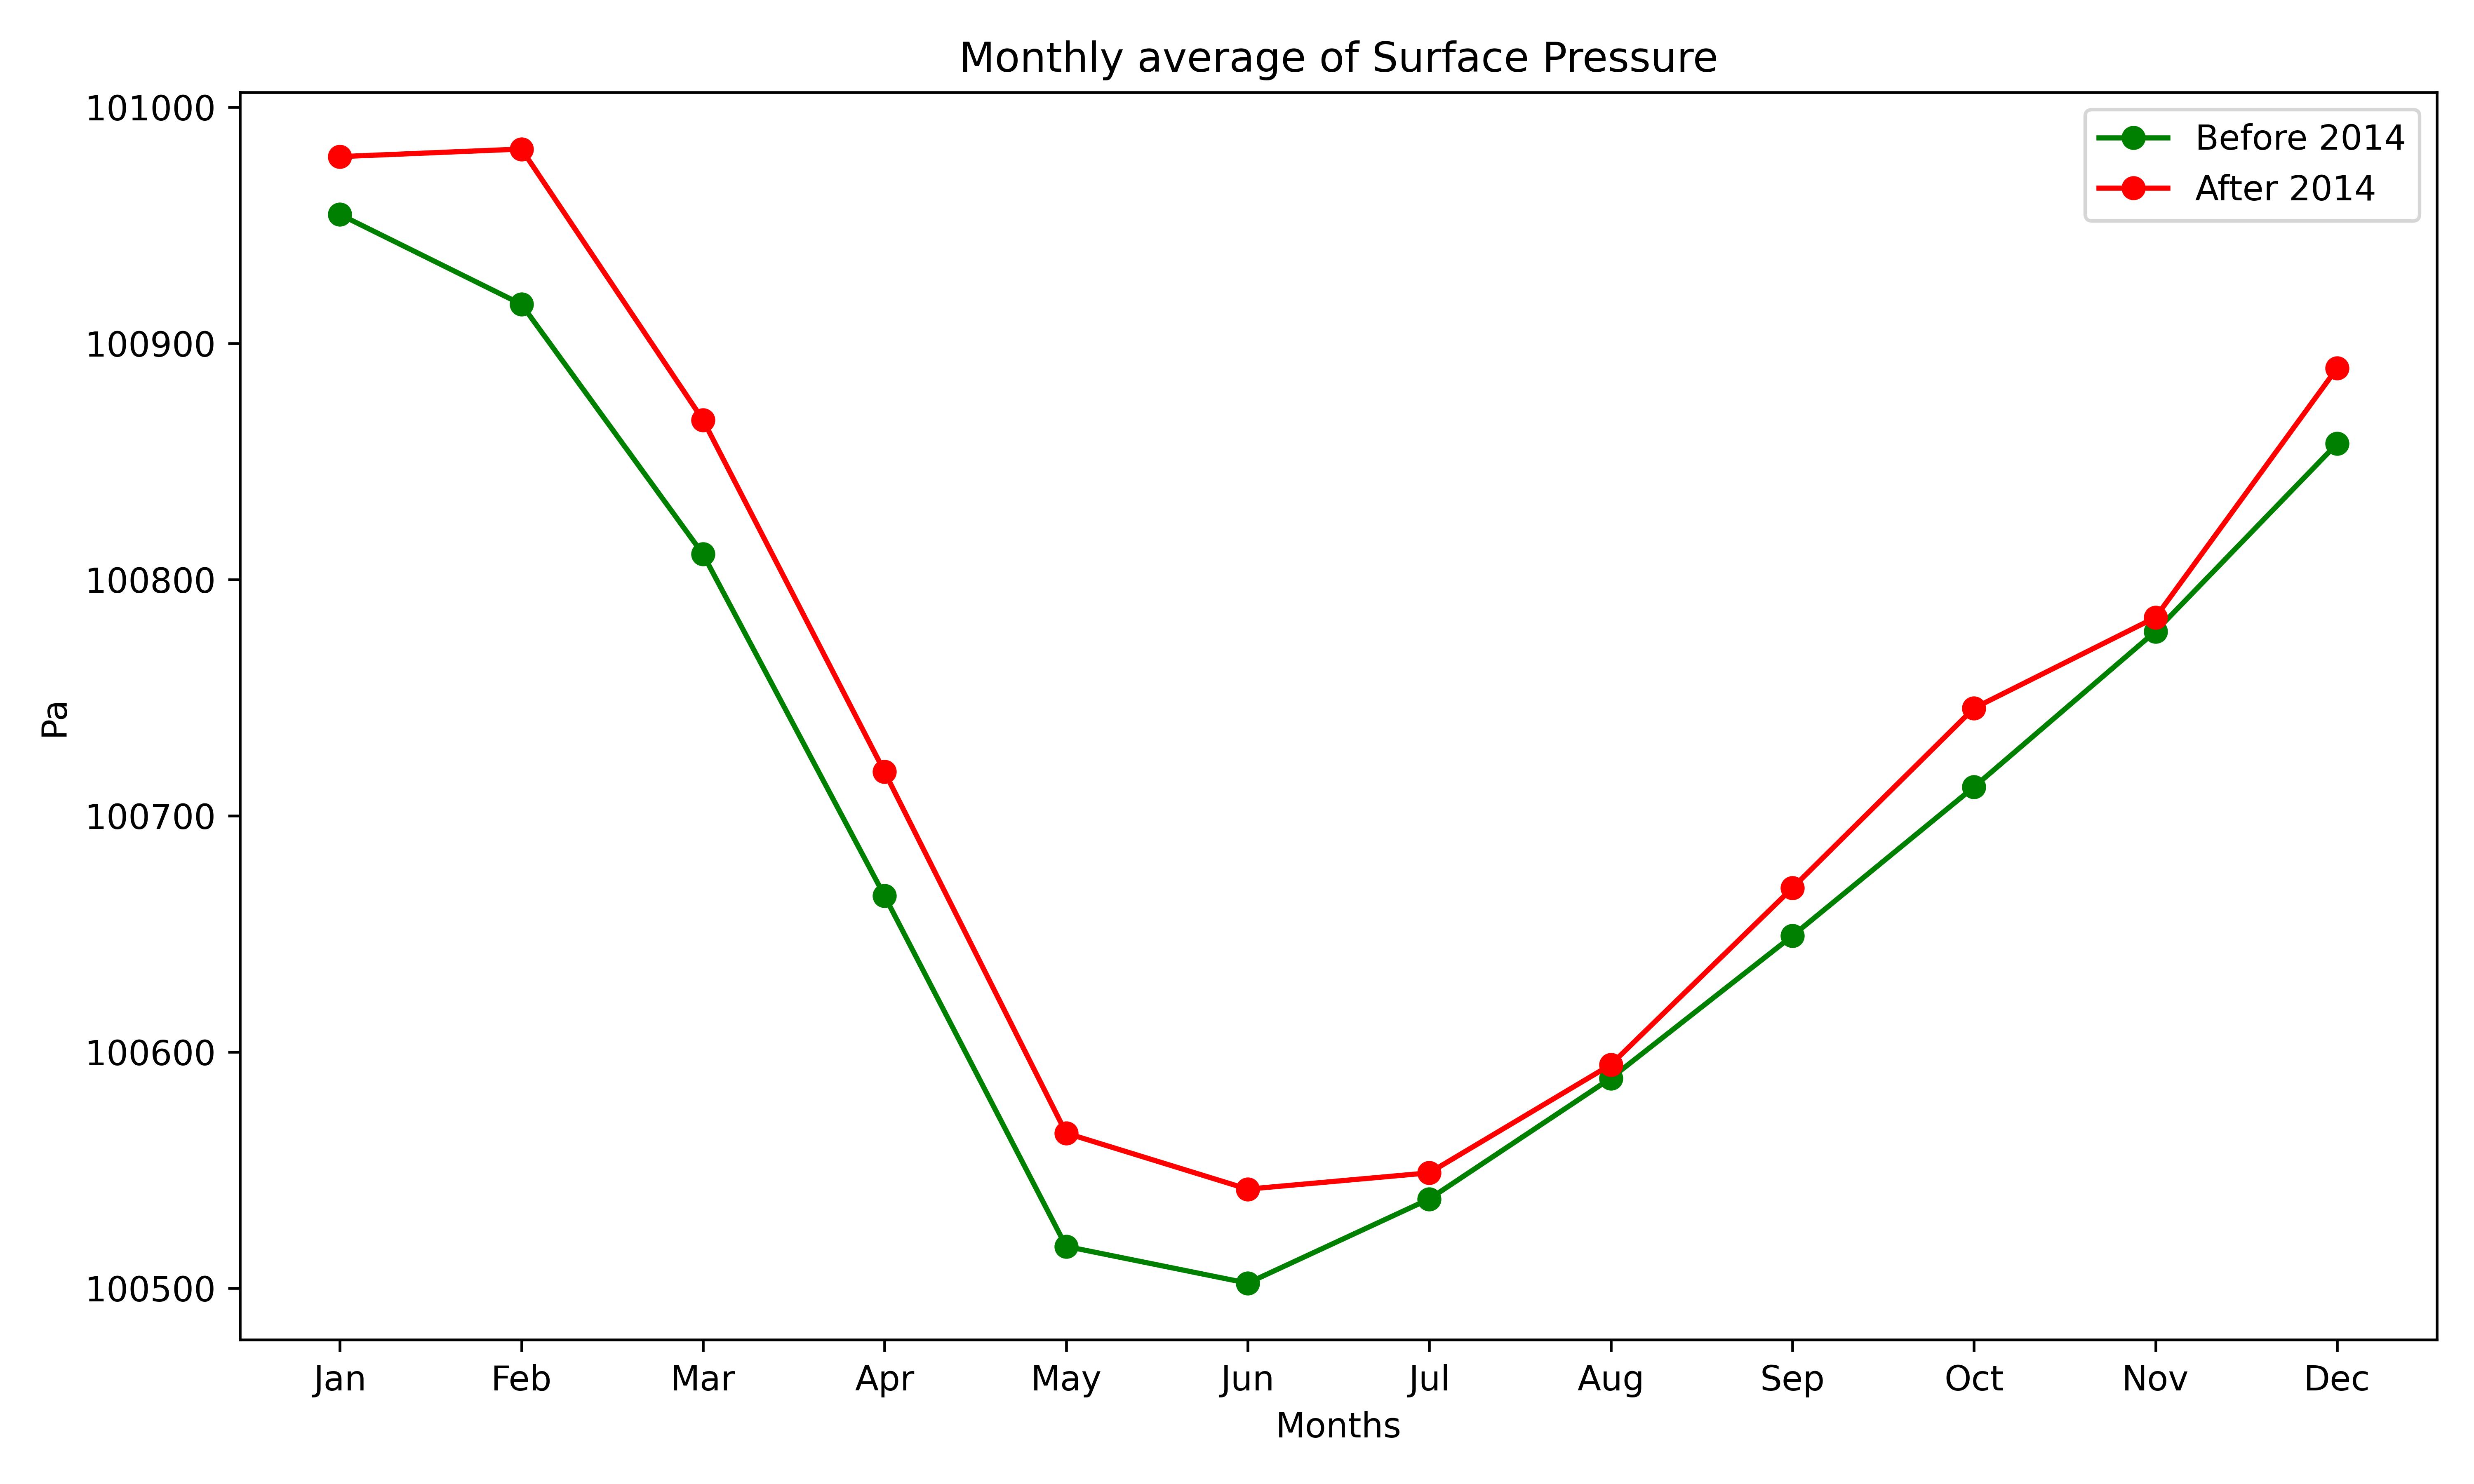 Monthly average of Surface Pressure
101000
100900
100800
100700
100600
100500
Pa
Before 2014
After 2014
Jan Feb Mar Apr May Jun Jul Aug Sep Oct Nov Dec
Months